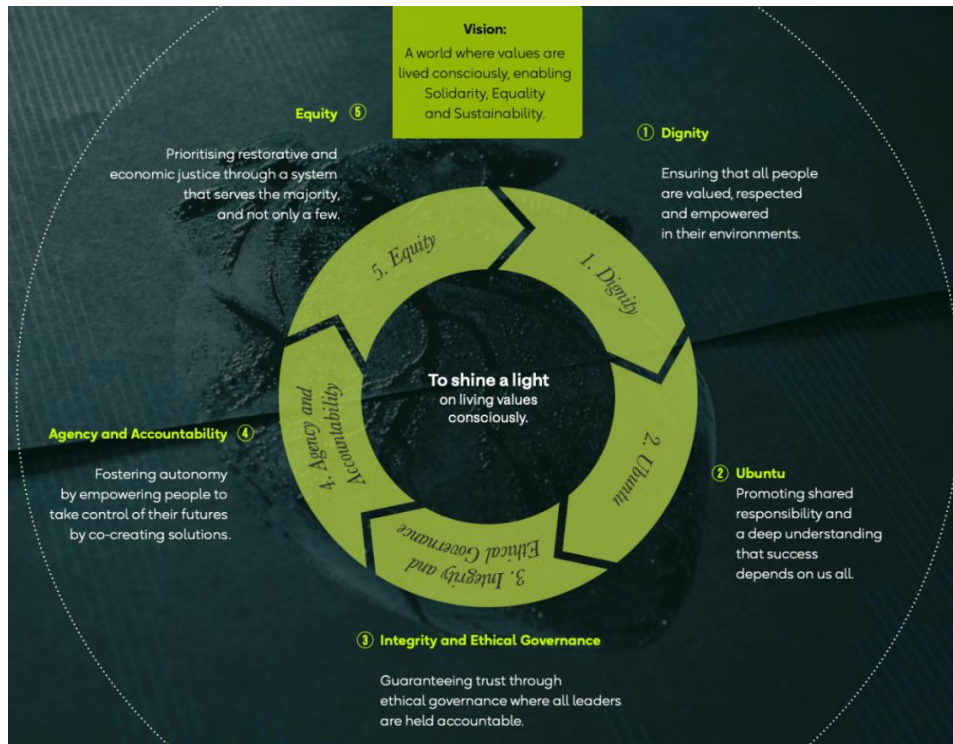 Vision:
A world where values are
lived consciously, enabling
Solidarity, Equality
and Sustainability.
① Dignity
Ensuring that all people
are valued, respected
and empowered
in their environments.
② Ubuntu
Promoting shared
responsibility and
a deep understanding
that success
depends on us all.
③ Integrity and Ethical Governance
Guaranteeing trust through
ethical governance where all leaders
are held accountable.
Agency and Accountability ④
Fostering autonomy
by empowering people to
take control of their futures
by co-creating solutions.
Equity ⑤
Prioritising restorative and
economic justice through a system
that serves the majority,
and not only a few.
1. Dignity
2. Ubuntu
3. Integrity and
Ethical Governance
4. Agency and
Accountability
5. Equity
To shine a light
on living values
consciously.